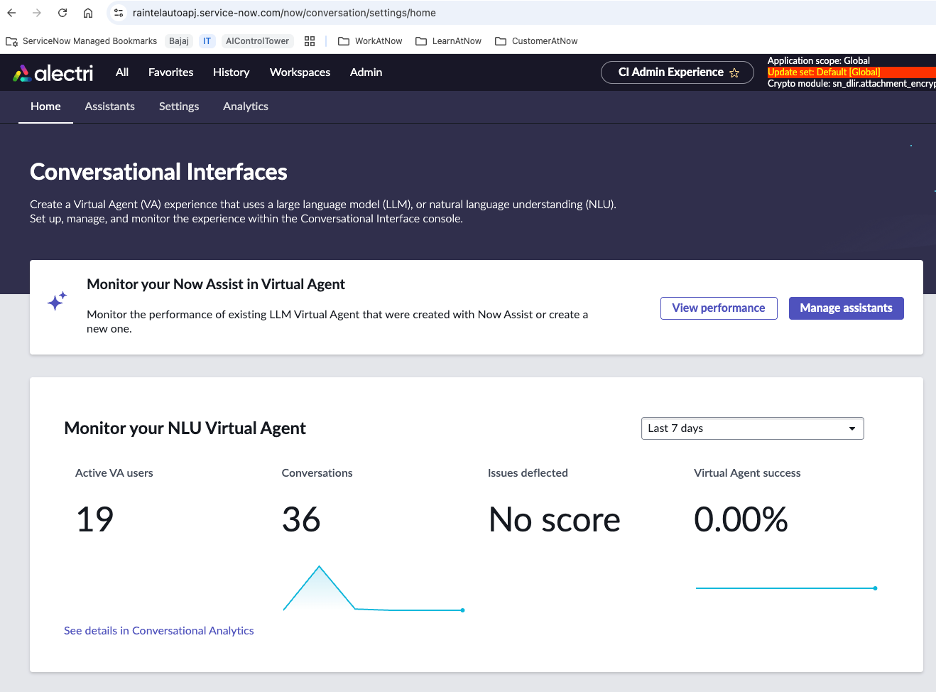 raintelautoapj.service-now.com/now/conversation/settings/home
ServiceNow Managed Bookmarks Bajaj IT AIControlTower WorkAtNow LearnAtNow CustomerAtNow
alectri All Favorites History Workspaces Admin CI Admin Experience ☆
Application scope: Global
Update set: Default [Global]
Crypto module: sn_dlir.attachment_encryp
Home Assistants Settings Analytics
Conversational Interfaces
Create a Virtual Agent (VA) experience that uses a large language model (LLM), or natural language understanding (NLU).
Set up, manage, and monitor the experience within the Conversational Interface console.
Monitor your Now Assist in Virtual Agent
Monitor the performance of existing LLM Virtual Agent that were created with Now Assist or create a
new one.
View performance Manage assistants
Monitor your NLU Virtual Agent
Last 7 days
Active VA users Conversations Issues deflected Virtual Agent success
19 36 No score 0.00%
See details in Conversational Analytics